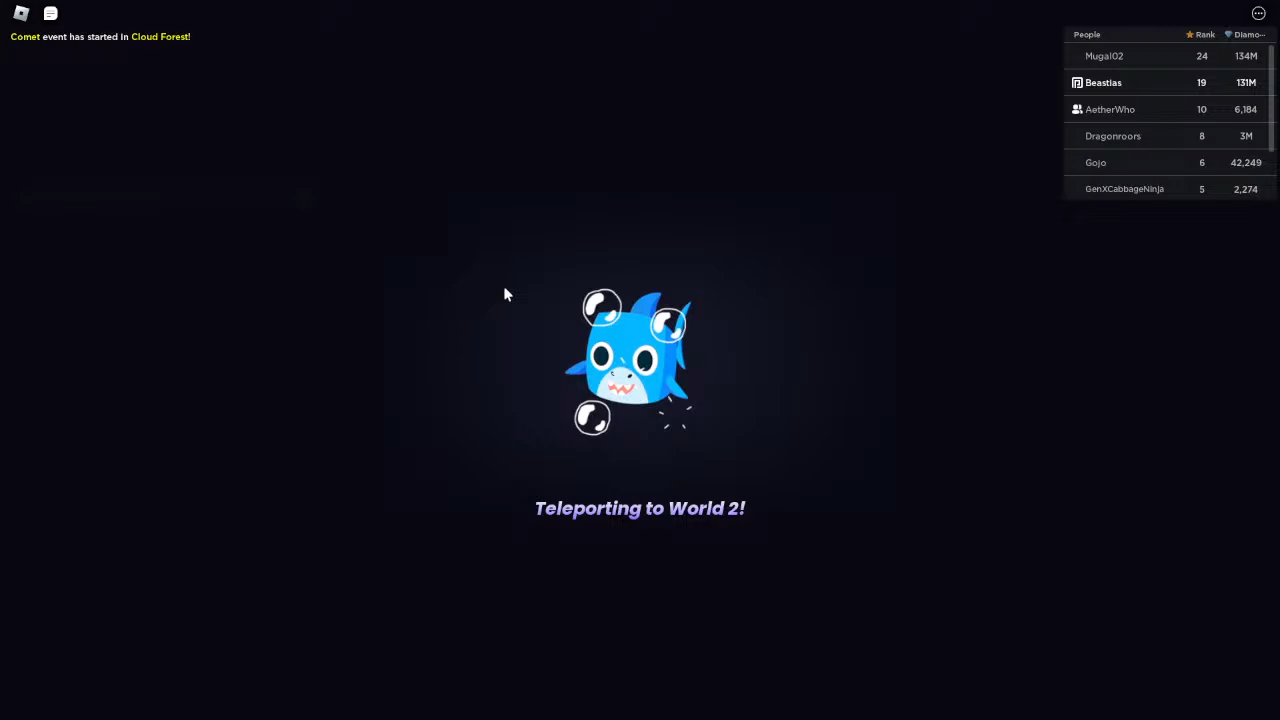 Comet event has started in Cloud Forest!
People Rank Diamo···
Mugal02 24 134M
Beastias 19 131M
AetherWho 10 6,184
Dragonroors 8 3M
Gojo 6 42,249
GenXCabbageNinja 5 2,274
Teleporting to World 2!